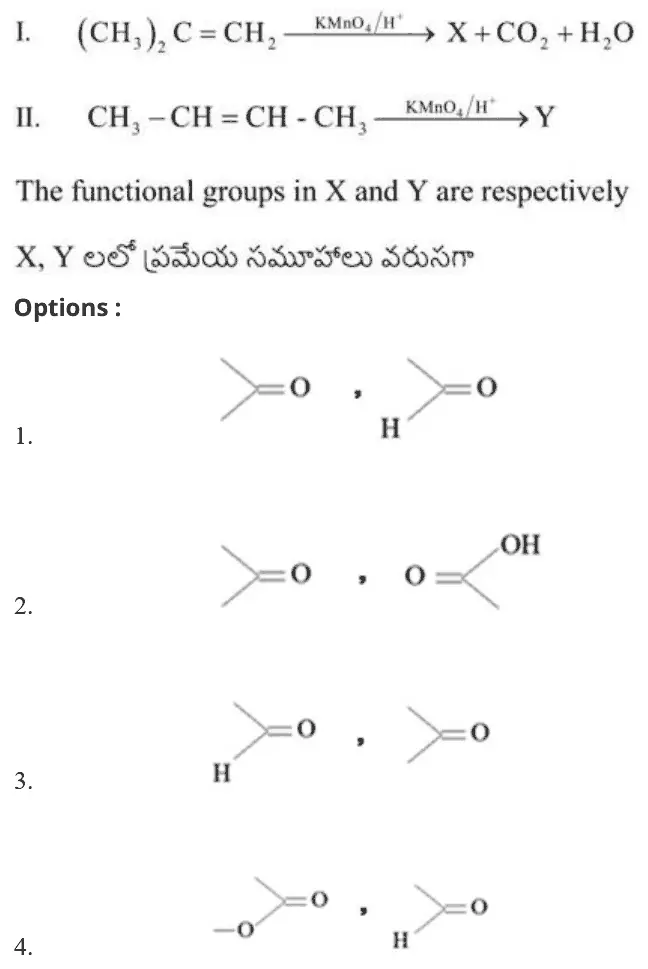 I. (CH₃)₂ C = CH₂ —KMnO₄/H⁺→ X + CO₂ + H₂O
II. CH₃ – CH = CH - CH₃ —KMnO₄/H⁺→ Y
The functional groups in X and Y are respectively
X, Y లలో ప్రమేయ సమూహాలు వరుసగా
Options :
1. =O , H =O
2. =O , O= OH
3. H =O , =O
4. –O =O , H =O